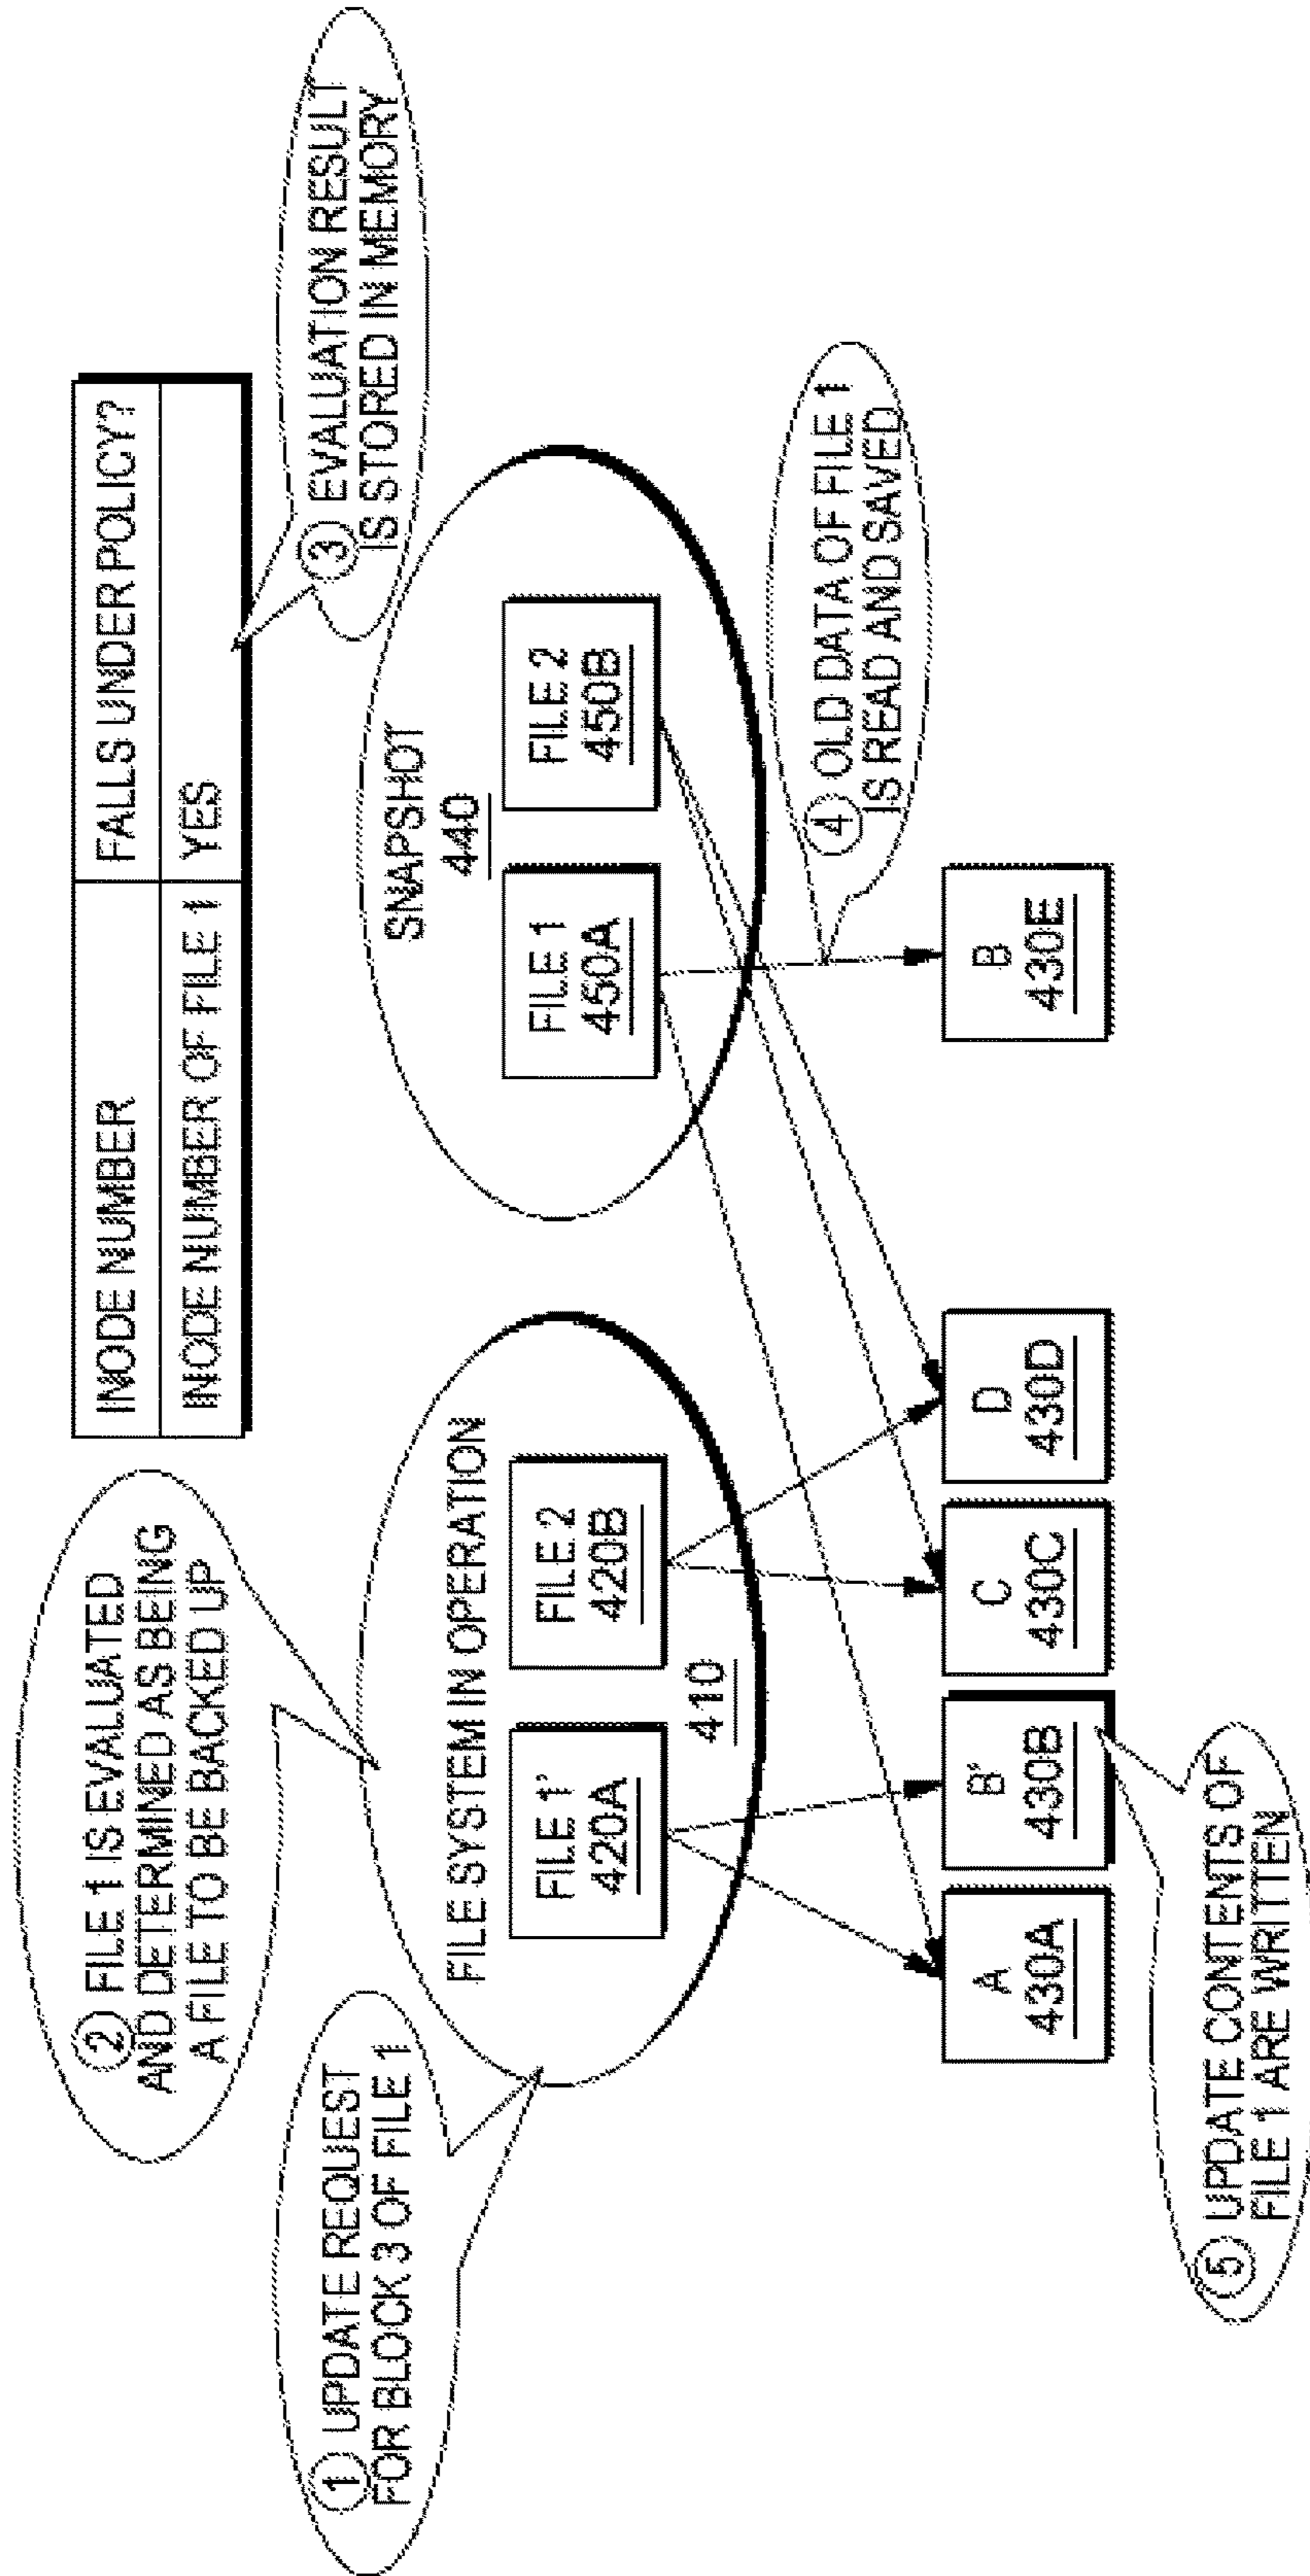 ② FILE 1 IS EVALUATED
AND DETERMINED AS BEING
A FILE TO BE BACKED UP
INODE NUMBER FALLS UNDER POLICY?
INODE NUMBER OF FILE 1 YES
① UPDATE REQUEST
FOR BLOCK 3 OF FILE 1
③ EVALUATION RESULT
IS STORED IN MEMORY
FILE SYSTEM IN OPERATION
FILE 1'
420A
FILE 2
420B
410
SNAPSHOT
440
FILE 1
450A
FILE 2
450B
④ OLD DATA OF FILE 1
IS READ AND SAVED
A
430A
B'
430B
C
430C
D
430D
B
430E
⑤ UPDATE CONTENTS OF
FILE 1 ARE WRITTEN